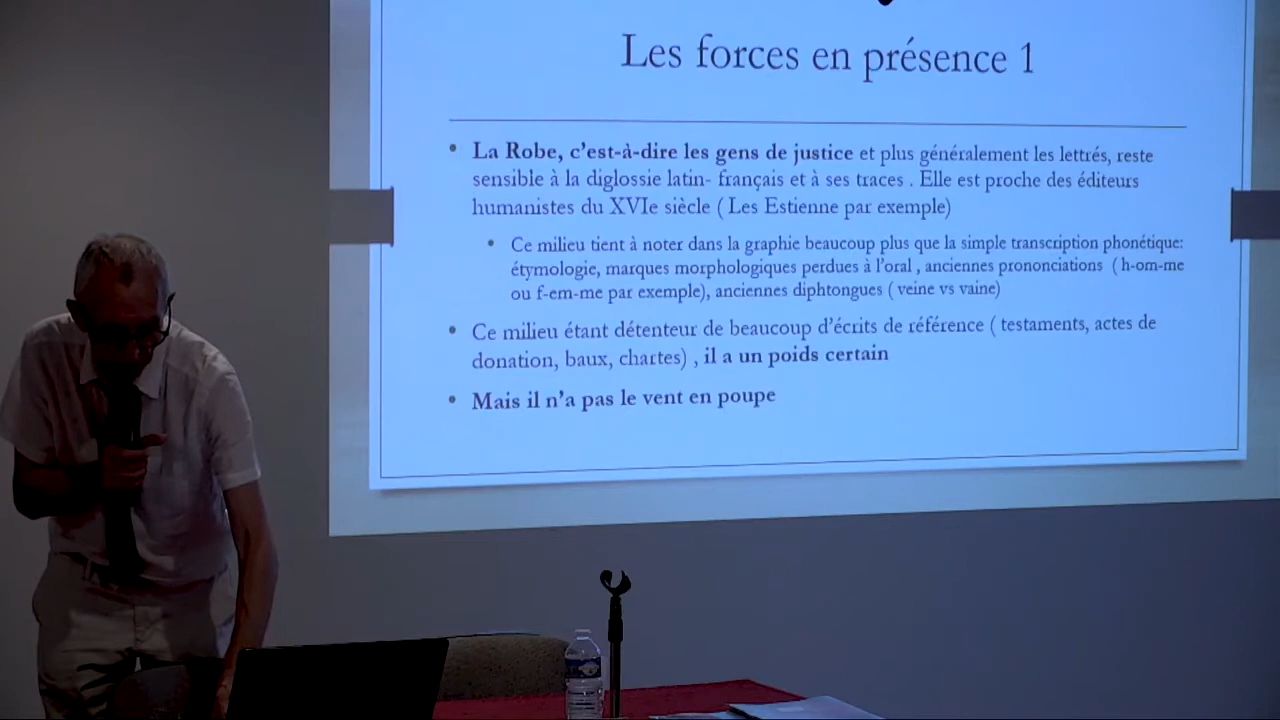 Les forces en présence 1
• La Robe, c'est-à-dire les gens de justice et plus généralement les lettrés, reste
sensible à la diglossie latin- français et à ses traces . Elle est proche des éditeurs
humanistes du XVIe siècle ( Les Estienne par exemple)
• Ce milieu tient à noter dans la graphie beaucoup plus que la simple transcription phonétique:
étymologie, marques morphologiques perdues à l'oral , anciennes prononciations ( h-om-me
ou f-em-me par exemple), anciennes diphtongues ( veine vs vaine)
• Ce milieu étant détenteur de beaucoup d'écrits de référence ( testaments, actes de
donation, baux, chartes) , il a un poids certain
• Mais il n'a pas le vent en poupe